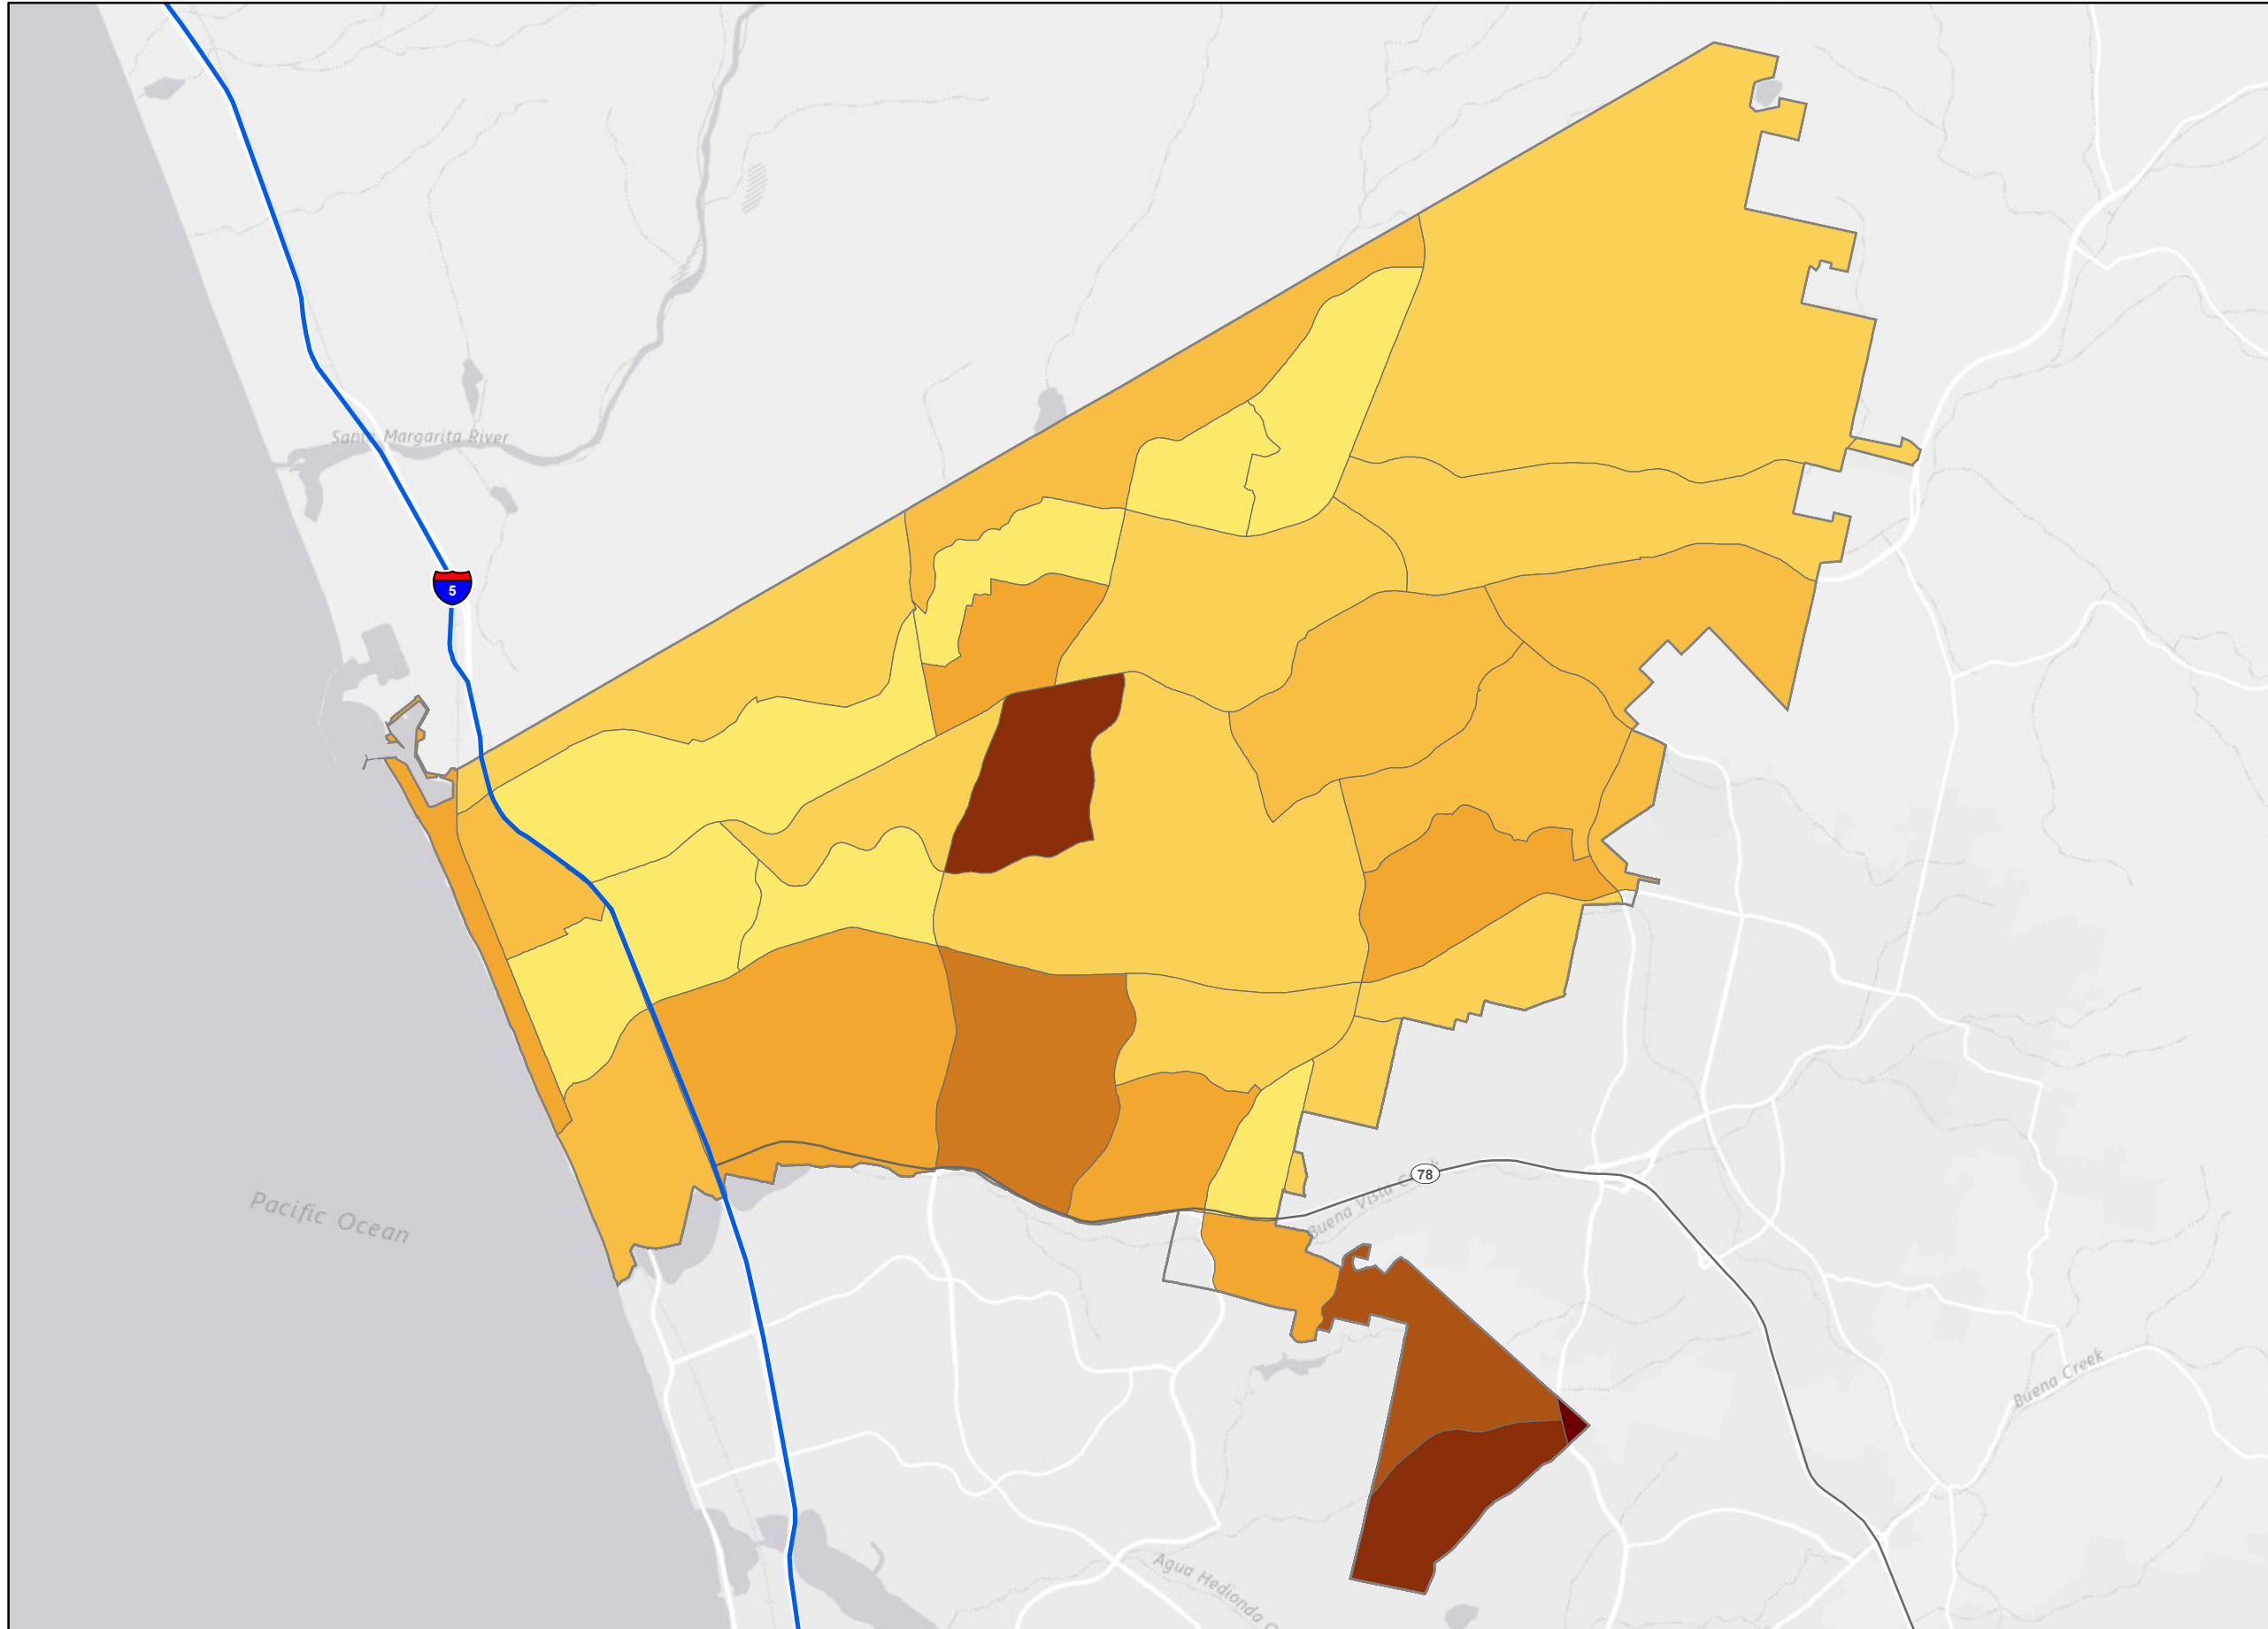 Santa Margarita River
5
Pacific Ocean
78
Buena Vista
Buena Creek
Agua Hedionda